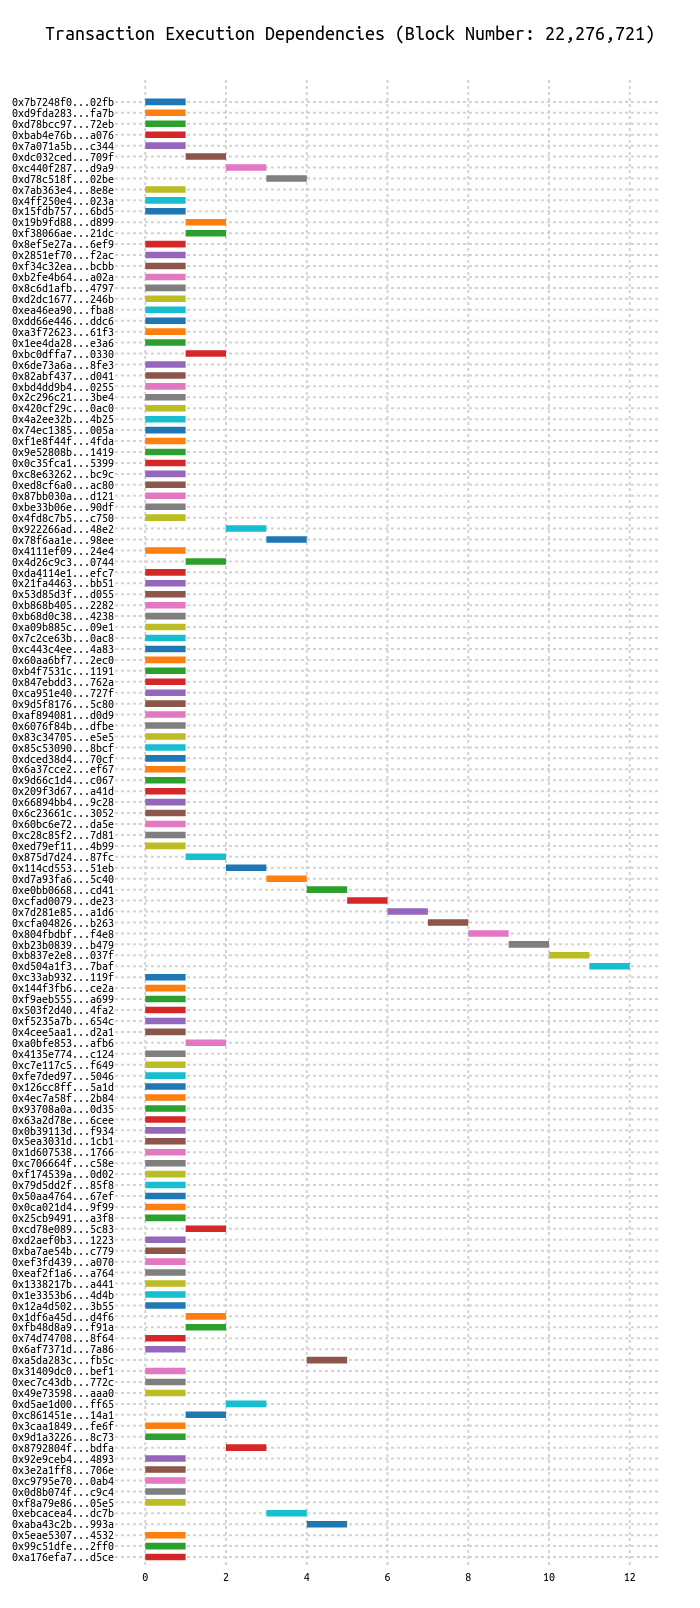 Transaction Execution Dependencies (Block Number: 22,276,721)
0x7b7248f0...02fb
0xd9fda283...fa7b
0xd78bcc97...72eb
0xbab4e76b...a076
0x7a071a5b...c344
0xdc032ced...709f
0xc440f287...d9a9
0xd78c518f...02be
0x7ab363e4...8e8e
0x4ff250e4...023a
0x15fdb757...6bd5
0x19b9fd88...d899
0xf38066ae...21dc
0x8ef5e27a...6ef9
0x2851ef70...f2ac
0xf34c32ea...bcbb
0xb2fe4b64...a02a
0x8c6d1afb...4797
0xd2dc1677...246b
0xea46ea90...fba8
0xdd66e446...ddc6
0xa3f72623...61f3
0x1ee4da28...e3a6
0xbc0dffa7...0330
0x6de73a6a...8fe3
0x82abf437...d041
0xbd4dd9b4...0255
0x2c296c21...3be4
0x420cf29c...0ac0
0x4a2ee32b...4b25
0x74ec1385...005a
0xf1e8f44f...4fda
0x9e52808b...1419
0x0c35fca1...5399
0xc8e63262...bc9c
0xed8cf6a0...ac80
0x87bb030a...d121
0xbe33b06e...90df
0x4fd8c7b5...c750
0x922266ad...48e2
0x78f6aa1e...98ee
0x4111ef09...24e4
0x4d26c9c3...0744
0xda4114e1...efc7
0x21fa4463...bb51
0x53d85d3f...d055
0xb868b405...2282
0xb68d0c38...4238
0xa09b885c...09e1
0x7c2ce63b...0ac8
0xc443c4ee...4a83
0x60aa6bf7...2ec0
0xb4f7531c...1191
0x847ebdd3...762a
0xca951e40...727f
0x9d5f8176...5c80
0xaf894081...d0d9
0x6076f84b...dfbe
0x83c34705...e5e5
0x85c53090...8bcf
0xdced38d4...70cf
0x6a37cce2...ef67
0x9d66c1d4...c067
0x209f3d67...a41d
0x66894bb4...9c28
0x6c23661c...3052
0x60bc6e72...da5e
0xc28c85f2...7d81
0xed79ef11...4b99
0x875d7d24...87fc
0x114cd553...51eb
0xd7a93fa6...5c40
0xe0bb0668...cd41
0xcfad0079...de23
0x7d281e85...a1d6
0xcfa04826...b263
0x804fbdbf...f4e8
0xb23b0839...b479
0xb837e2e8...037f
0xd504a1f3...7baf
0xc33ab932...119f
0x144f3fb6...ce2a
0xf9aeb555...a699
0x503f2d40...4fa2
0xf5235a7b...654c
0x4cee5aa1...d2a1
0xa0bfe853...afb6
0x4135e774...c124
0xc7e117c5...f649
0xfe7ded97...5046
0x126cc8ff...5a1d
0x4ec7a58f...2b84
0x93708a0a...0d35
0x63a2d78e...6cee
0x0b39113d...f934
0x5ea3031d...1cb1
0x1d607538...1766
0xc706664f...c58e
0xf174539a...0d02
0x79d5dd2f...85f8
0x50aa4764...67ef
0x0ca021d4...9f99
0x25cb9491...a3f8
0xcd78e089...5c83
0xd2aef0b3...1223
0xba7ae54b...c779
0xef3fd439...a070
0xeaf2f1a6...a764
0x1338217b...a441
0x1e3353b6...4d4b
0x12a4d502...3b55
0x1df6a45d...d4f6
0xfb48d8a9...f91a
0x74d74708...8f64
0x6af7371d...7a86
0xa5da283c...fb5c
0x31409dc0...bef1
0xec7c43db...772c
0x49e73598...aaa0
0xd5ae1d00...ff65
0xc861451e...14a1
0x3caa1849...fe6f
0x9d1a3226...8c73
0x8792804f...bdfa
0x92e9ceb4...4893
0x3e2a1ff8...706e
0xc9795e70...0ab4
0x0d8b074f...c9c4
0xf8a79e86...05e5
0xebcacea4...dc7b
0xaba43c2b...993a
0x5eae5307...4532
0x99c51dfe...2ff0
0xa176efa7...d5ce
0 2 4 6 8 10 12